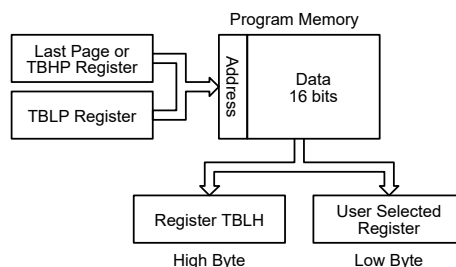 Program Memory
Last Page or
TBHP Register
TBLP Register
Address
Data
16 bits
Register TBLH
User Selected
Register
High Byte
Low Byte